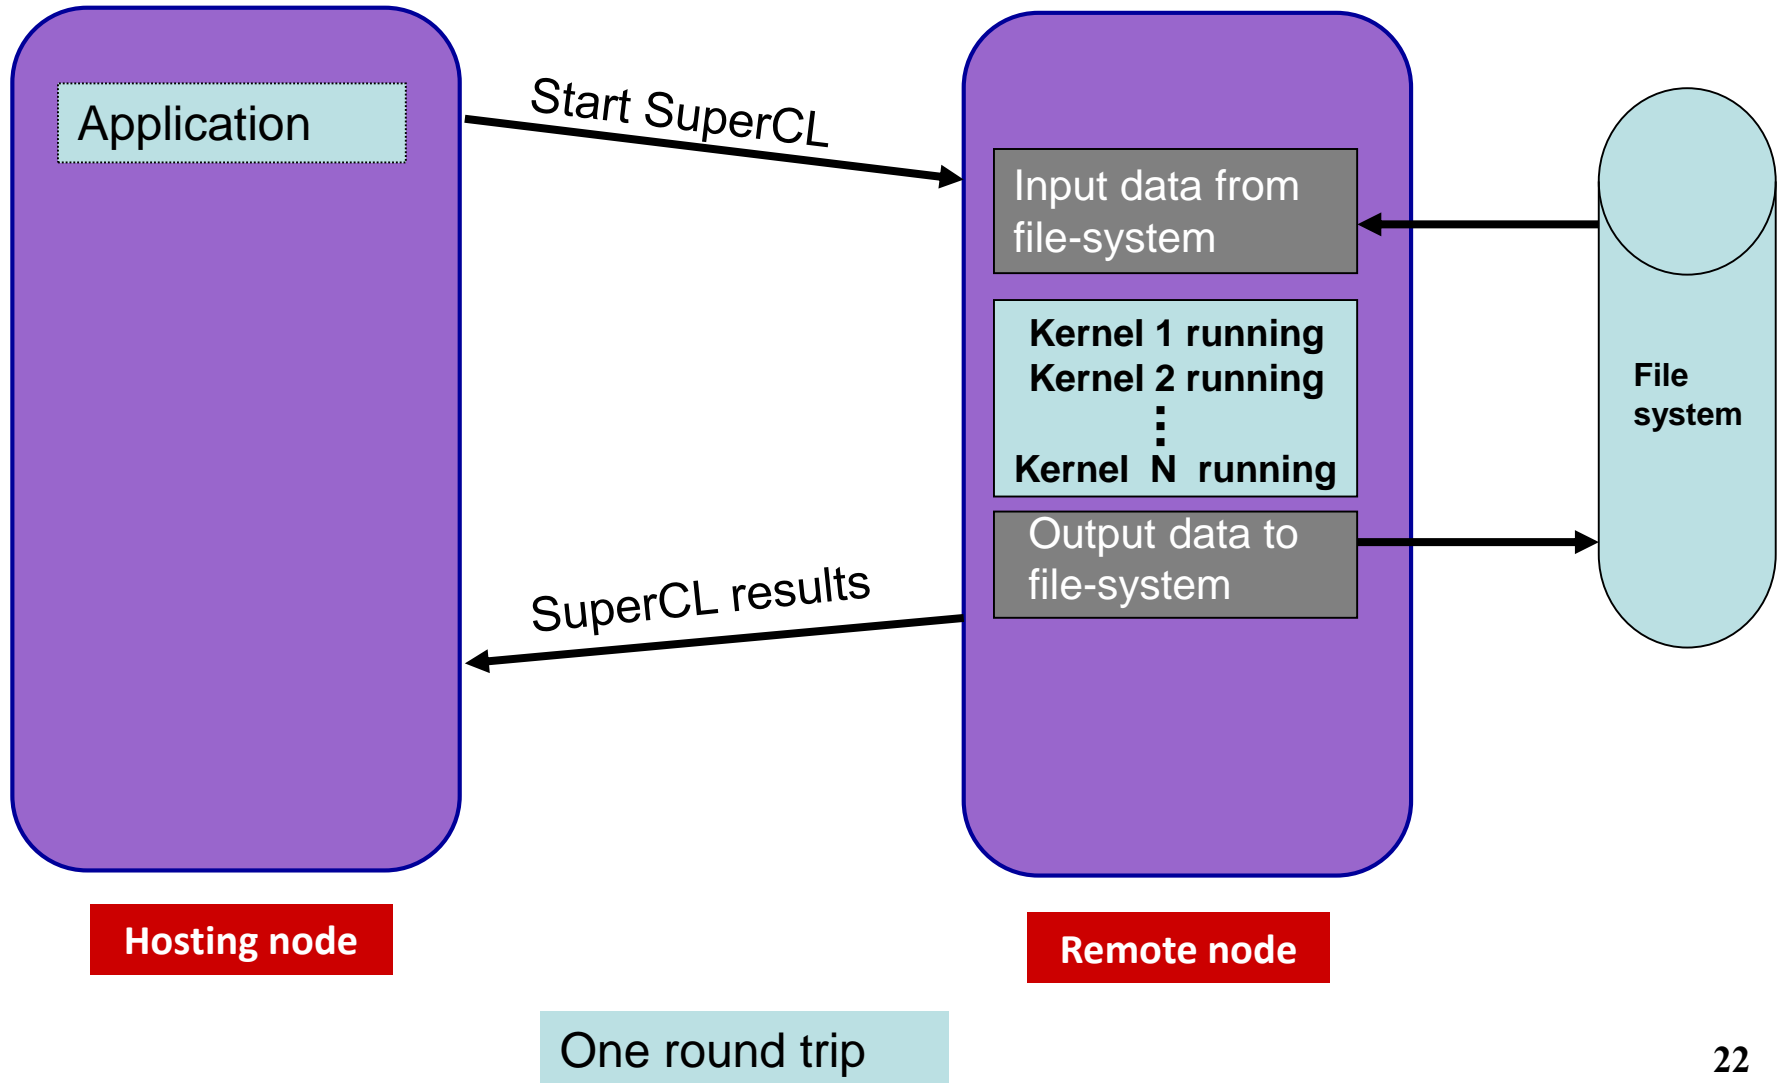 Application
Start SuperCL
Input data from
file-system
Kernel 1 running
Kernel 2 running
Kernel N running
File
system
Output data to
file-system
SuperCL results
Hosting node
Remote node
One round trip
22